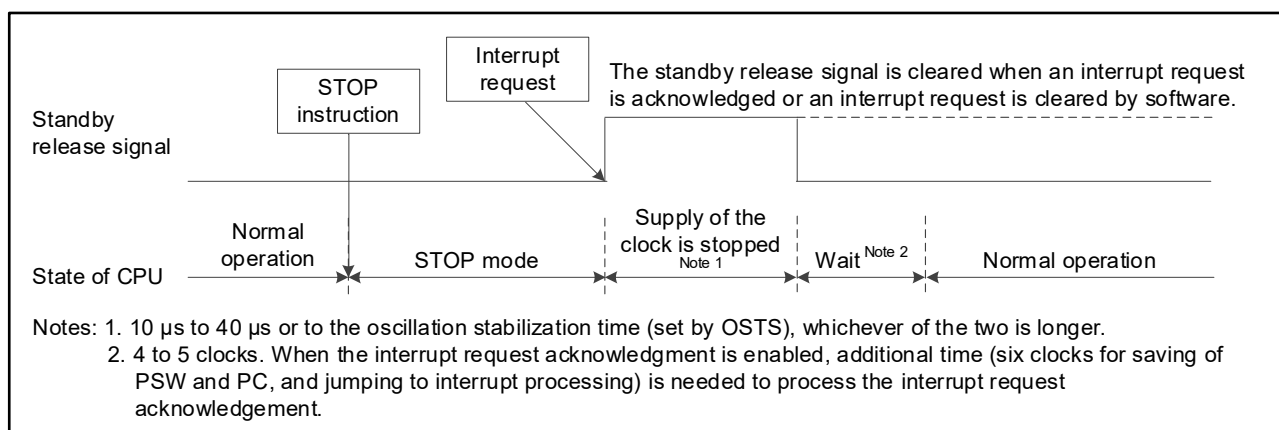 STOP
instruction
Interrupt
request
The standby release signal is cleared when an interrupt request
is acknowledged or an interrupt request is cleared by software.
Standby
release signal
Normal
operation
STOP mode
Supply of the
clock is stopped
Note 1
Wait Note 2
Normal operation
State of CPU
Notes: 1. 10 µs to 40 µs or to the oscillation stabilization time (set by OSTS), whichever of the two is longer.
2. 4 to 5 clocks. When the interrupt request acknowledgment is enabled, additional time (six clocks for saving of
PSW and PC, and jumping to interrupt processing) is needed to process the interrupt request
acknowledgement.